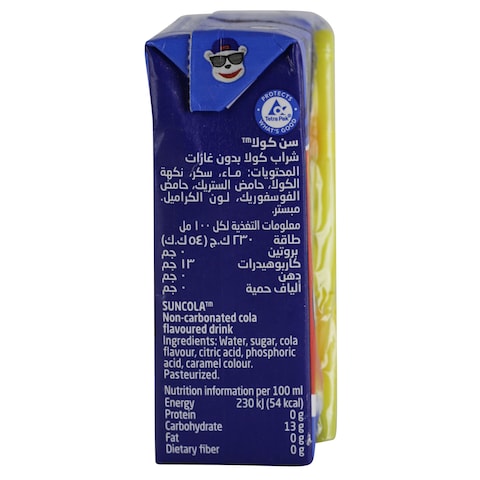 PROTECTS
Tetra Pak
WHAT'S GOOD
سن كولا™
شراب كولا بدون غازات
المحتويات: ماء، سكر، نكهة
الكولا، حامض الستريك، حامض
الفوسفوريك، لون الكراميل.
مبستر.
معلومات التغذية لكل ١٠٠ مل
طاقة ٢٣٠ ك.ج (٥٤ ك.ك)
بروتين ٠ جم
كاربوهيدرات ١٣ جم
دهن ٠ جم
ألياف حمية ٠ جم
SUNCOLA™
Non-carbonated cola
flavoured drink
Ingredients: Water, sugar, cola
flavour, citric acid, phosphoric
acid, caramel colour.
Pasteurized.
Nutrition information per 100 ml
Energy 230 kJ (54 kcal)
Protein 0 g
Carbohydrate 13 g
Fat 0 g
Dietary fiber 0 g